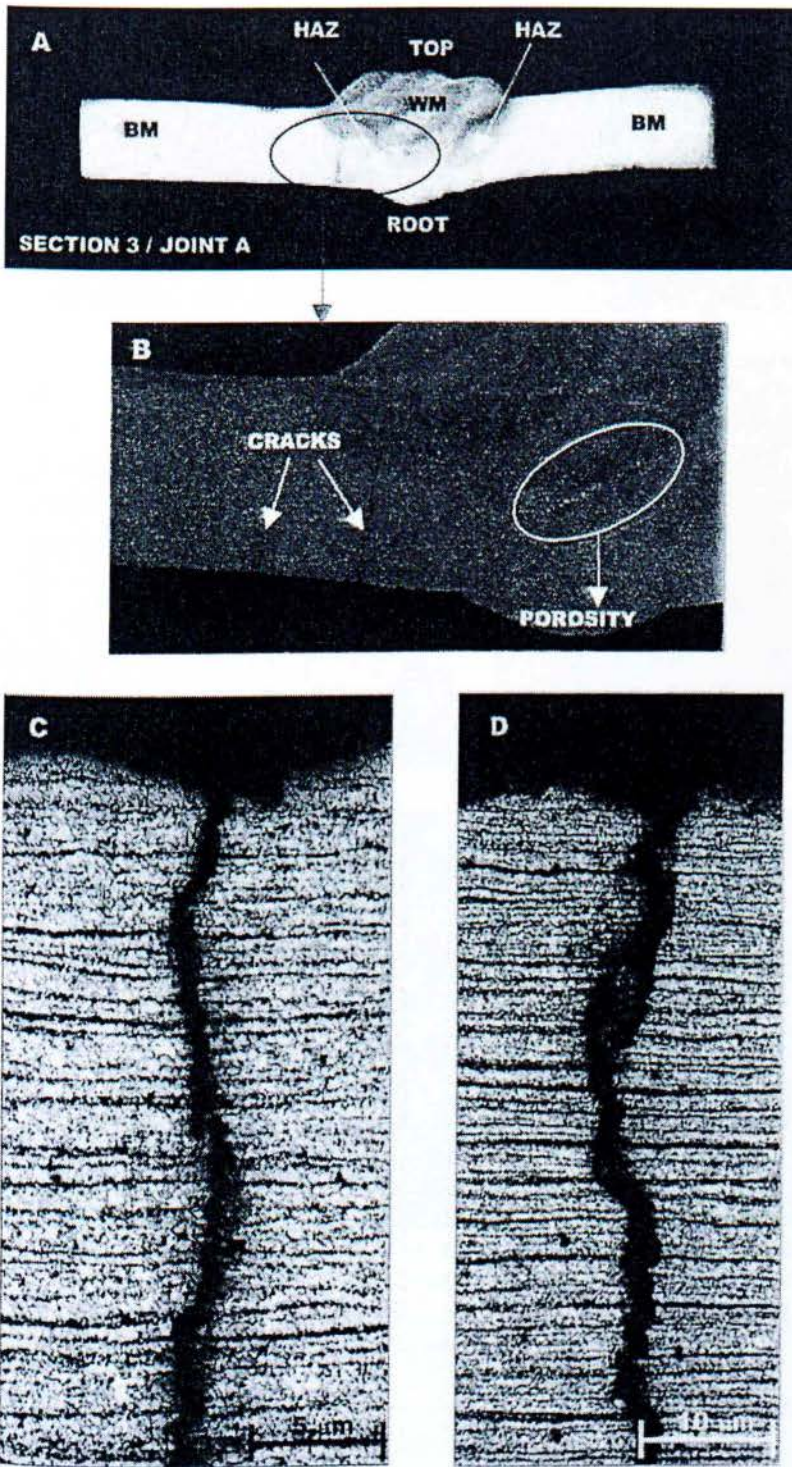 A
HAZ
TOP
HAZ
BM
WM
BM
ROOT
SECTION 3 / JOINT A
B
CRACKS
POROSITY
C
D
5 µm
10 µm